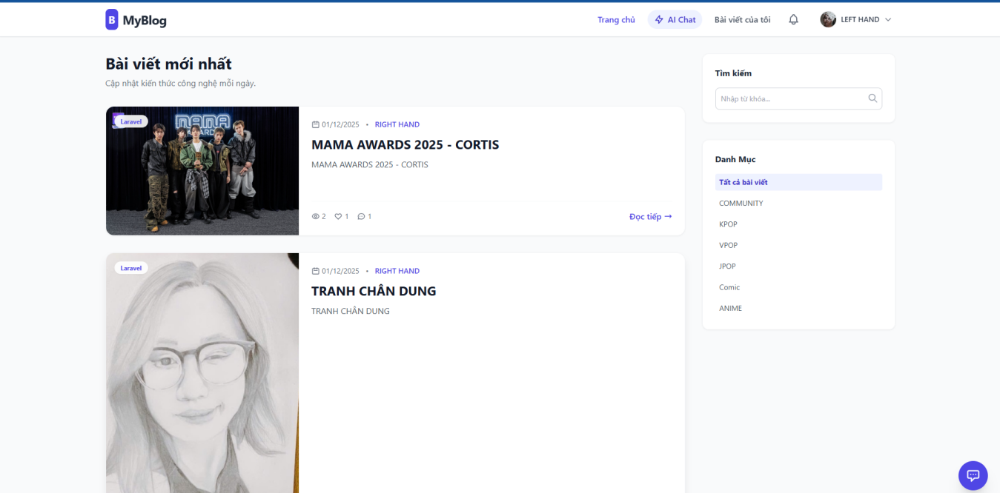 B MyBlog
Trang chủ
AI Chat
Bài viết của tôi
LEFT HAND
Bài viết mới nhất
Cập nhật kiến thức công nghệ mỗi ngày.
Laravel
MAMA
AWARDS
01/12/2025 • RIGHT HAND
MAMA AWARDS 2025 - CORTIS
MAMA AWARDS 2025 - CORTIS
2 1 1
Đọc tiếp →
Laravel
01/12/2025 • RIGHT HAND
TRANH CHÂN DUNG
TRANH CHÂN DUNG
Tìm kiếm
Nhập từ khóa...
Danh Mục
Tất cả bài viết
COMMUNITY
KPOP
VPOP
JPOP
Comic
ANIME